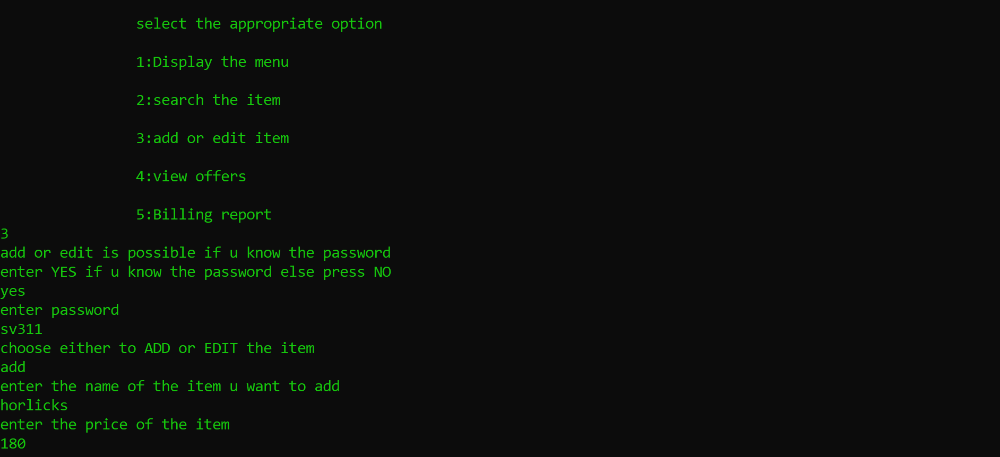 select the appropriate option
1:Display the menu
2:search the item
3:add or edit item
4:view offers
5:Billing report
3
add or edit is possible if u know the password
enter YES if u know the password else press NO
yes
enter password
sv311
choose either to ADD or EDIT the item
add
enter the name of the item u want to add
horlicks
enter the price of the item
180